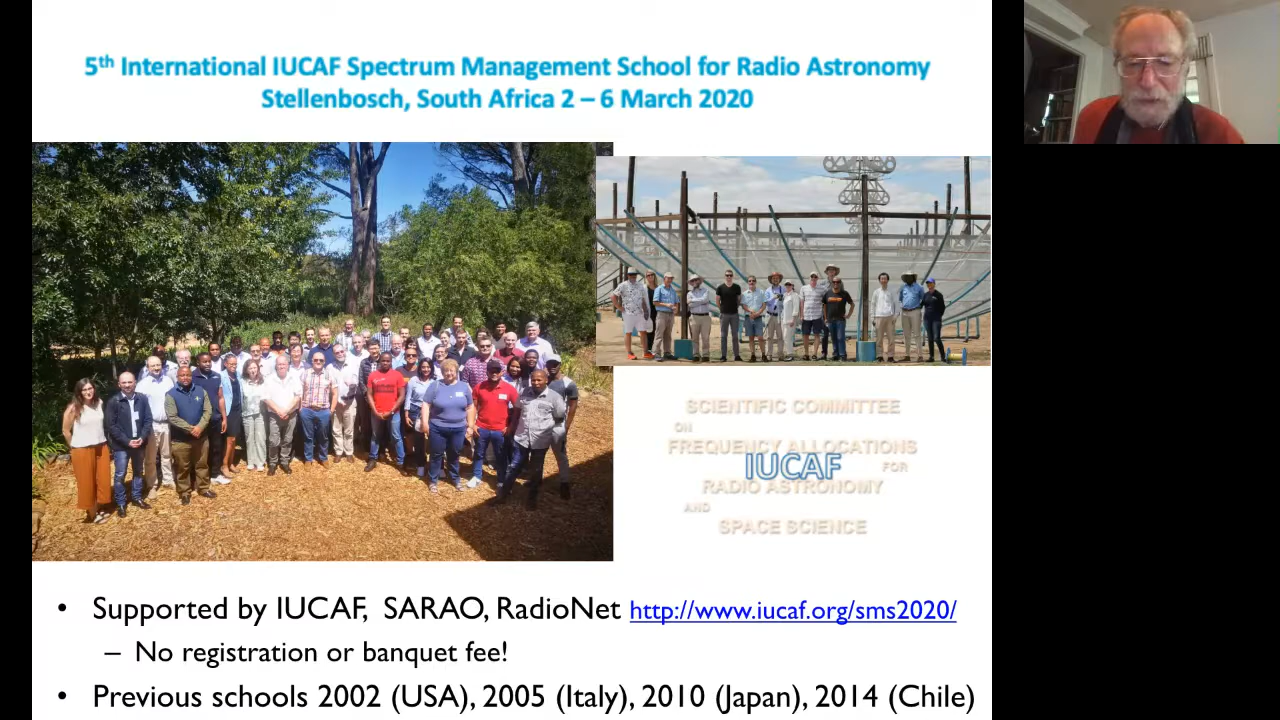 5th International IUCAF Spectrum Management School for Radio Astronomy
Stellenbosch, South Africa 2 – 6 March 2020
SCIENTIFIC COMMITTEE
ON
FREQUENCY ALLOCATIONS
IUCAF
FOR
RADIO ASTRONOMY
AND
SPACE SCIENCE
• Supported by IUCAF, SARAO, RadioNet http://www.iucaf.org/sms2020/
– No registration or banquet fee!
• Previous schools 2002 (USA), 2005 (Italy), 2010 (Japan), 2014 (Chile)